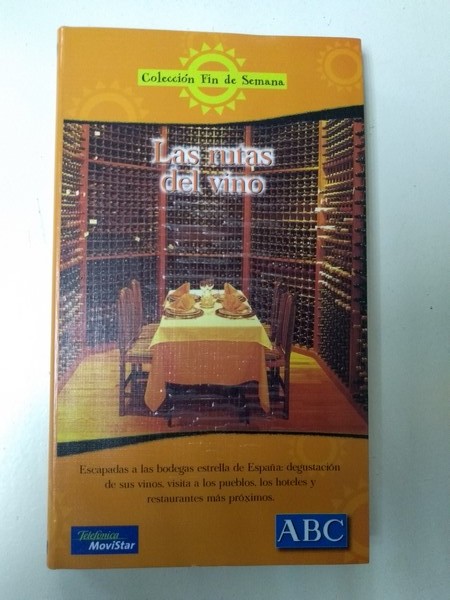 Colección Fin de Semana
Las rutas
del vino
Escapadas a las bodegas estrella de España: degustación
de sus vinos, visita a los pueblos, los hoteles y
restaurantes más próximos.
Telefónica
MoviStar
ABC